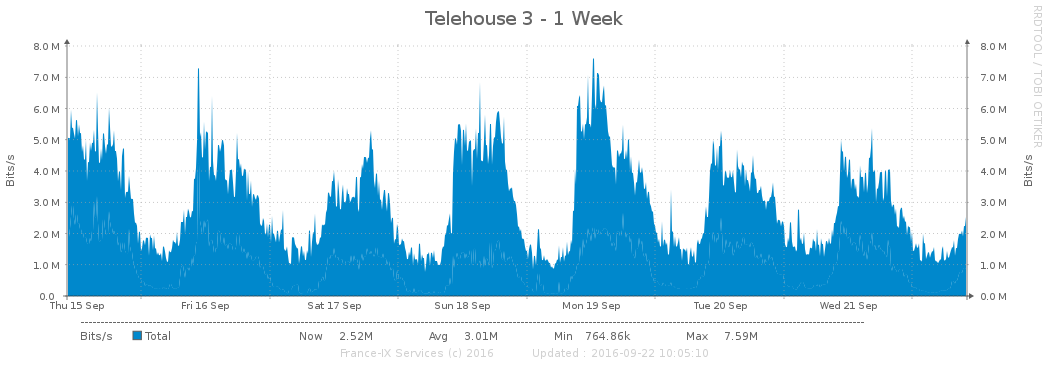 Telehouse 3 - 1 Week
RRDTOOL / TOBI OETIKER
Bits/s
8.0 M 8.0 M
7.0 M 7.0 M
6.0 M 6.0 M
5.0 M 5.0 M
4.0 M 4.0 M
3.0 M 3.0 M
2.0 M 2.0 M
1.0 M 1.0 M
0.0 0.0 M
Bits/s
Thu 15 Sep Fri 16 Sep Sat 17 Sep Sun 18 Sep Mon 19 Sep Tue 20 Sep Wed 21 Sep
Bits/s Total Now 2.52M Avg 3.01M Min 764.86k Max 7.59M
France-IX Services (c) 2016 Updated : 2016-09-22 10:05:10